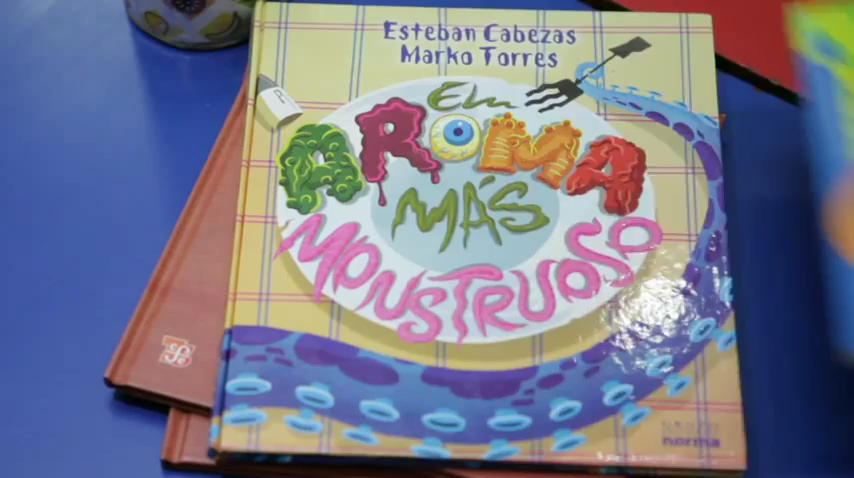 Esteban Cabezas
Marko Torres
El
AROMA
MÁS
MONSTRUOSO
norma